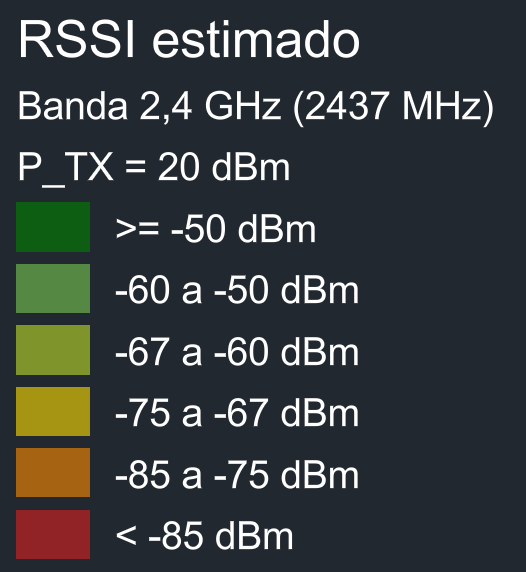 RSSI estimado
Banda 2,4 GHz (2437 MHz)
P_TX = 20 dBm
>= -50 dBm
-60 a -50 dBm
-67 a -60 dBm
-75 a -67 dBm
-85 a -75 dBm
< -85 dBm